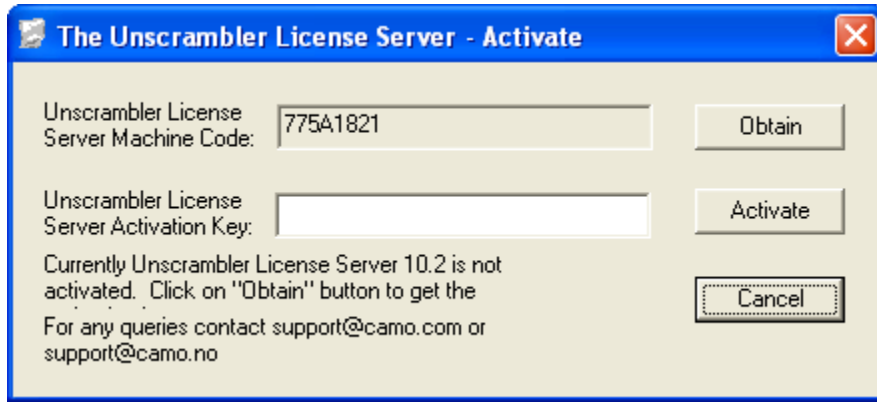 The Unscrambler License Server - Activate
Unscrambler License
Server Machine Code:
775A1821
Obtain
Unscrambler License
Server Activation Key:
Activate
Currently Unscrambler License Server 10.2 is not
activated. Click on "Obtain" button to get the
Cancel
For any queries contact support@camo.com or
support@camo.no